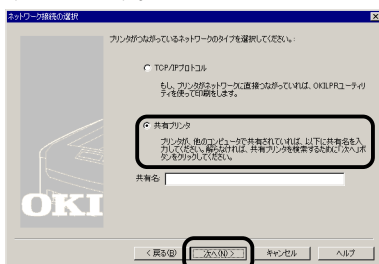 ネットワーク接続の選択
プリンタがつながっているネットワークのタイプを選択してください。:
TCP/IPプロトコル
もし、プリンタがネットワークに直接つながっていれば、OKILPRユーティリ
ティを使って印刷をします。
共有プリンタ
プリンタが、他のコンピュータで共有されていれば、以下に共有名を入
力してください。解らなければ、共有プリンタを検索するために「次へ」ボ
タンをクリックしてください。
共有名:
OKI
< 戻る(B)
次へ(N) >
キャンセル
ヘルプ